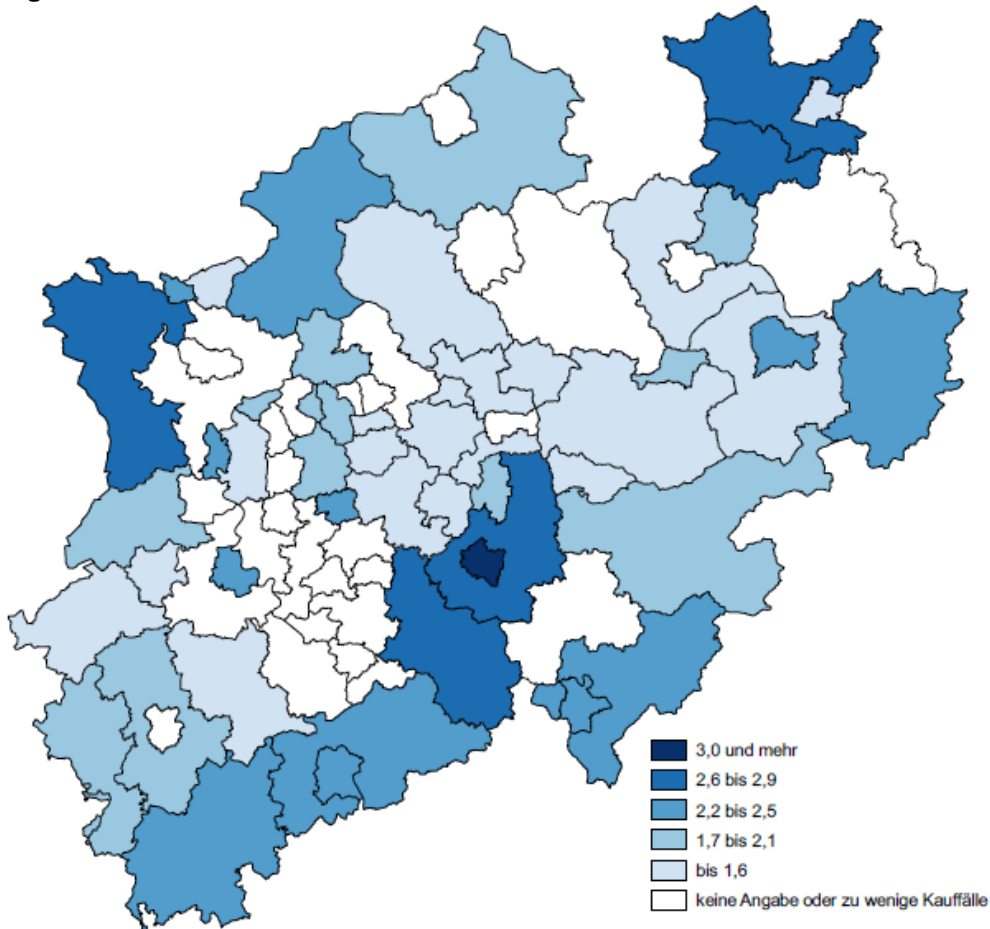 3,0 und mehr
2,6 bis 2,9
2,2 bis 2,5
1,7 bis 2,1
bis 1,6
keine Angabe oder zu wenige Kauffälle